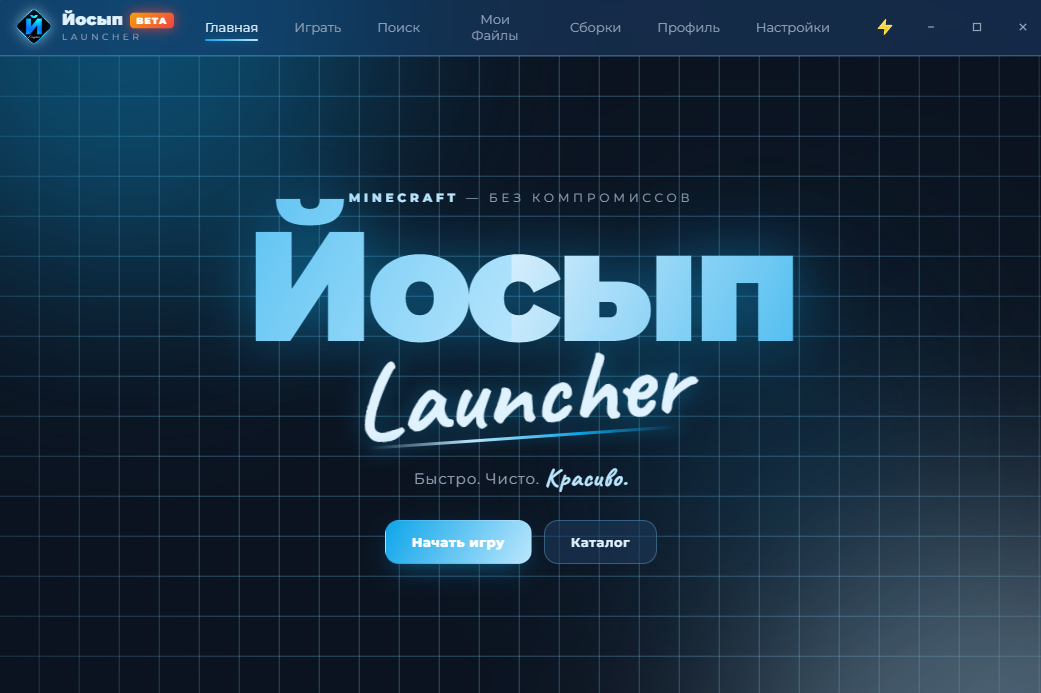 Йосып BETA
LAUNCHER
Главная
Играть
Поиск
Мои
Файлы
Сборки
Профиль
Настройки
MINECRAFT — БЕЗ КОМПРОМИССОВ
Йосып
Launcher
Быстро. Чисто. Красиво.
Начать игру
Каталог